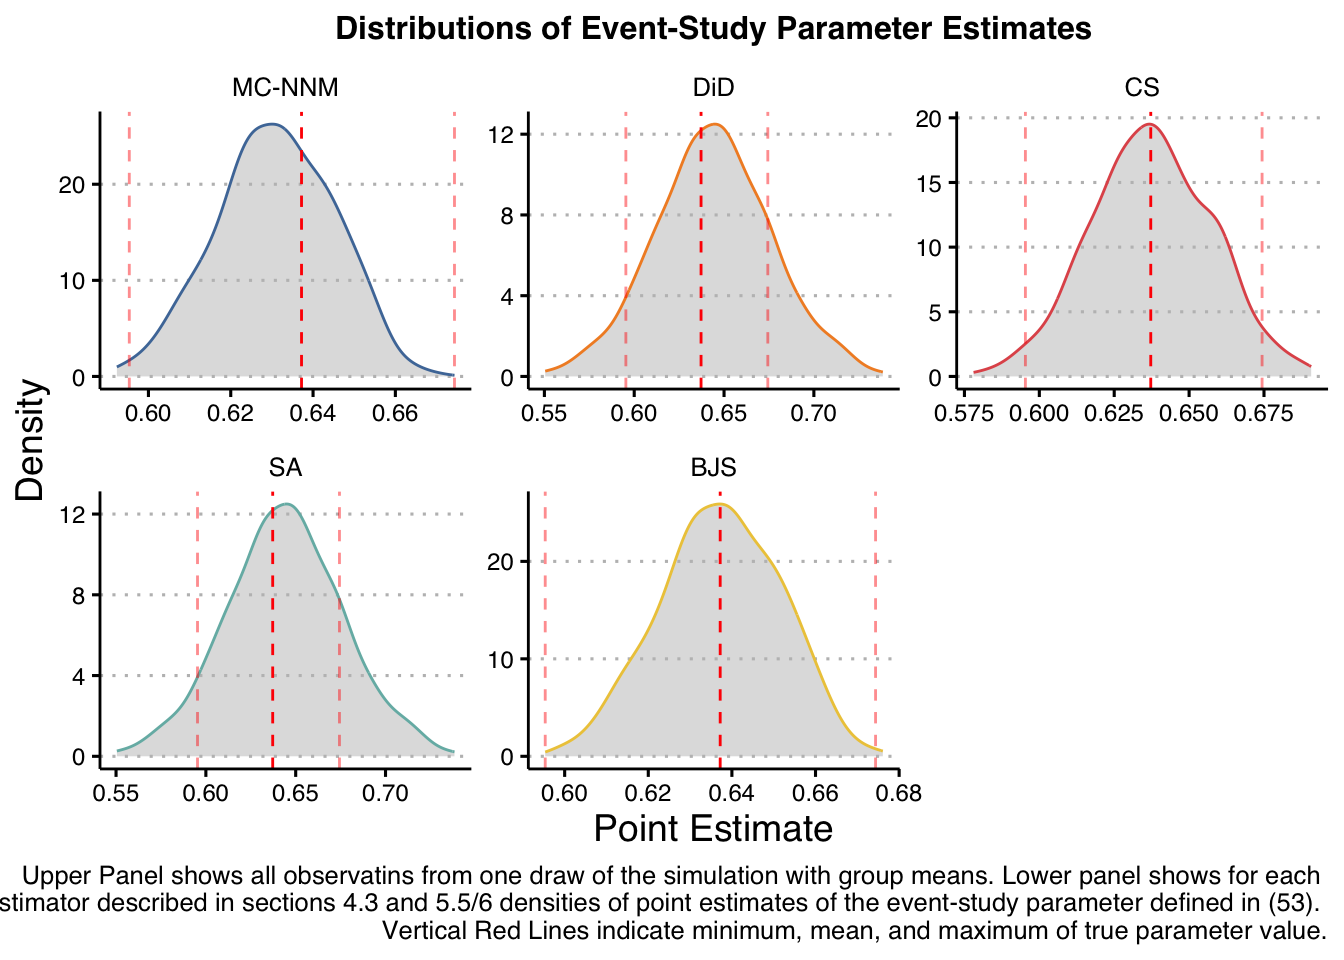 Distributions of Event-Study Parameter Estimates
MC-NNM
DiD
CS
20
10
0
0.60 0.62 0.64 0.66
12
8
4
0
0.55 0.60 0.65 0.70
20
15
10
5
0
0.575 0.600 0.625 0.650 0.675
Density
SA
BJS
12
8
4
0
0.55 0.60 0.65 0.70
20
10
0
0.60 0.62 0.64 0.66 0.68
Point Estimate
Upper Panel shows all observatins from one draw of the simulation with group means. Lower panel shows for each
stimator described in sections 4.3 and 5.5/6 densities of point estimates of the event-study parameter defined in (53).
Vertical Red Lines indicate minimum, mean, and maximum of true parameter value.